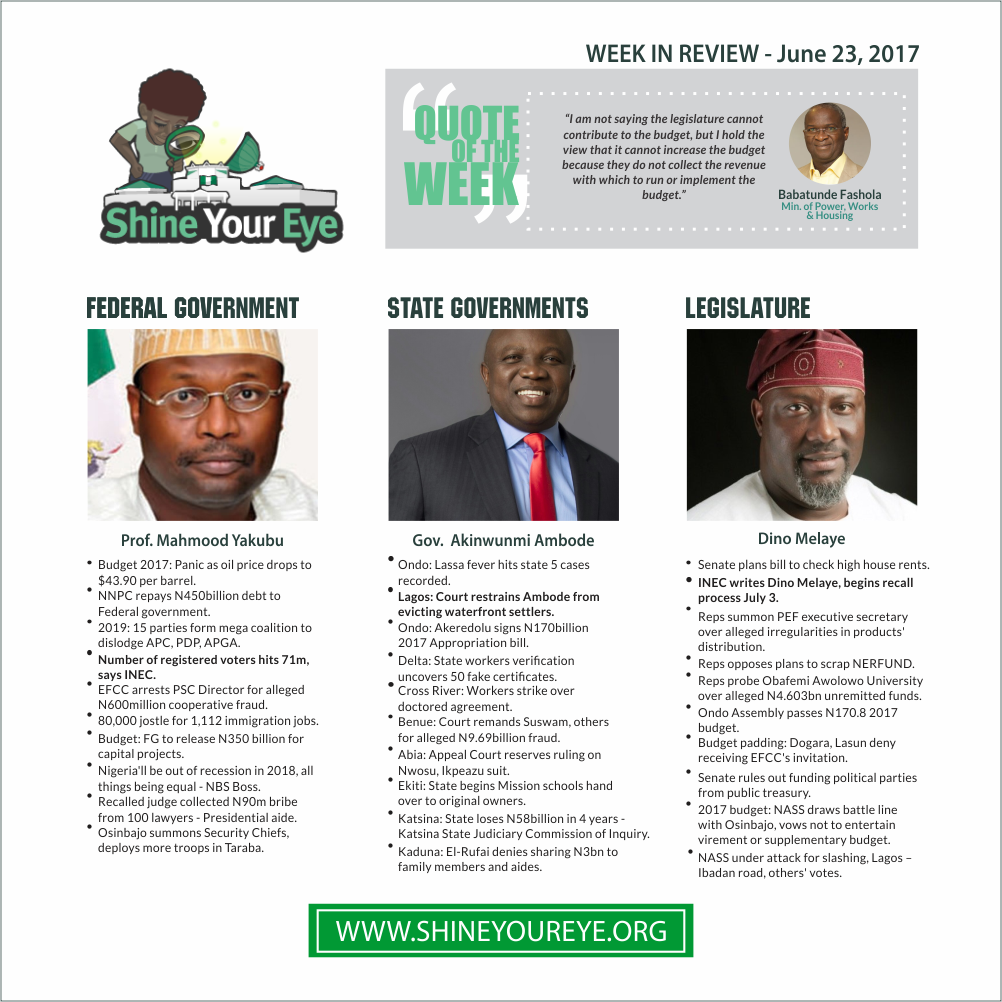 WEEK IN REVIEW - June 23, 2017
Shine Your Eye
QUOTE
OF THE
WEEK
“I am not saying the legislature cannot
contribute to the budget, but I hold the
view that it cannot increase the budget
because they do not collect the revenue
with which to run or implement the
budget.”
Babatunde Fashola
Min. of Power, Works
& Housing
FEDERAL GOVERNMENT
Prof. Mahmood Yakubu
• Budget 2017: Panic as oil price drops to
$43.90 per barrel.
• NNPC repays N450billion debt to
Federal government.
• 2019: 15 parties form mega coalition to
dislodge APC, PDP, APGA.
• Number of registered voters hits 71m,
says INEC.
• EFCC arrests PSC Director for alleged
N600million cooperative fraud.
• 80,000 jostle for 1,112 immigration jobs.
• Budget: FG to release N350 billion for
capital projects.
• Nigeria'll be out of recession in 2018, all
things being equal - NBS Boss.
• Recalled judge collected N90m bribe
from 100 lawyers - Presidential aide.
• Osinbajo summons Security Chiefs,
deploys more troops in Taraba.
STATE GOVERNMENTS
Gov. Akinwunmi Ambode
• Ondo: Lassa fever hits state 5 cases
recorded.
• Lagos: Court restrains Ambode from
evicting waterfront settlers.
• Ondo: Akeredolu signs N170billion
2017 Appropriation bill.
• Delta: State workers verification
uncovers 50 fake certificates.
• Cross River: Workers strike over
doctored agreement.
• Benue: Court remands Suswam, others
for alleged N9.69billion fraud.
• Abia: Appeal Court reserves ruling on
Nwosu, Ikpeazu suit.
• Ekiti: State begins Mission schools hand
over to original owners.
• Katsina: State loses N58billion in 4 years -
Katsina State Judiciary Commission of Inquiry.
• Kaduna: El-Rufai denies sharing N3bn to
family members and aides.
LEGISLATURE
Dino Melaye
• Senate plans bill to check high house rents.
• INEC writes Dino Melaye, begins recall
process July 3.
• Reps summon PEF executive secretary
over alleged irregularities in products'
distribution.
• Reps opposes plans to scrap NERFUND.
• Reps probe Obafemi Awolowo University
over alleged N4.603bn unremitted funds.
• Ondo Assembly passes N170.8 2017
budget.
• Budget padding: Dogara, Lasun deny
receiving EFCC's invitation.
• Senate rules out funding political parties
from public treasury.
• 2017 budget: NASS draws battle line
with Osinbajo, vows not to entertain
virement or supplementary budget.
• NASS under attack for slashing, Lagos –
Ibadan road, others' votes.
WWW.SHINEYOUREYE.ORG